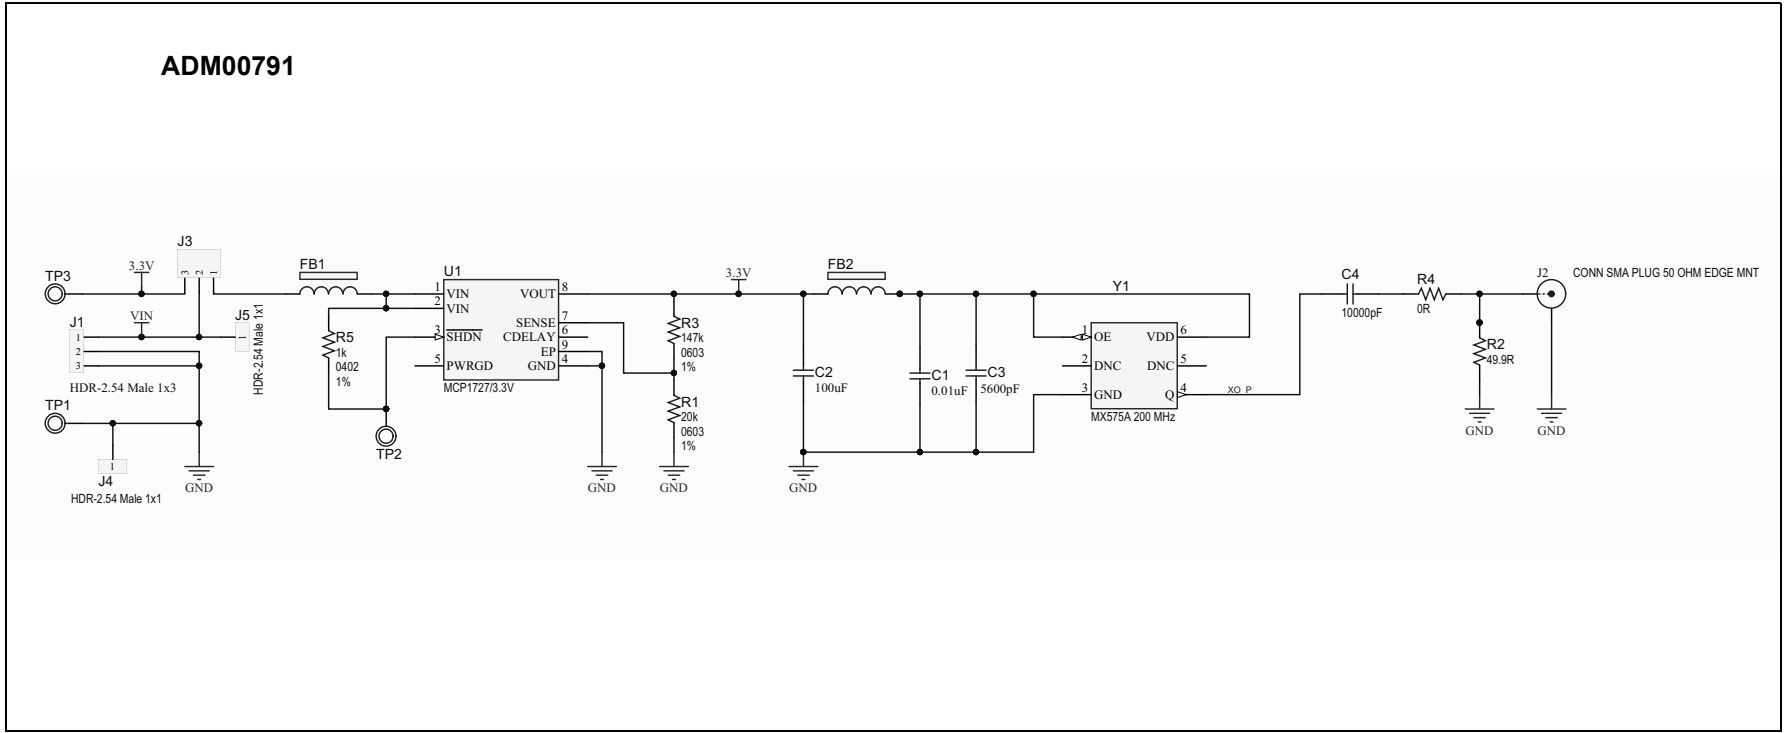 ADM00791
TP3
3.3V
J3
3
2
1
J1
1
2
3
VIN
J5
1
HDR-2.54 Male 1x1
HDR-2.54 Male 1x3
TP1
1
J4
HDR-2.54 Male 1x1
GND
FB1
R5
1k
0402
1%
TP2
U1
1
VIN
2
VIN
3
SHDN
5
PWRGD
VOUT
8
SENSE
7
CDELAY
6
EP
9
GND
4
MCP1727/3.3V
GND
R3
147k
0603
1%
R1
20k
0603
1%
GND
3.3V
FB2
C2
100uF
GND
C1
0.01uF
C3
5600pF
Y1
1
OE
VDD
6
2
DNC
DNC
5
3
GND
Q
4
XO_P
MX575A 200 MHz
C4
10000pF
R4
0R
R2
49.9R
GND
J2
CONN SMA PLUG 50 OHM EDGE MNT
GND